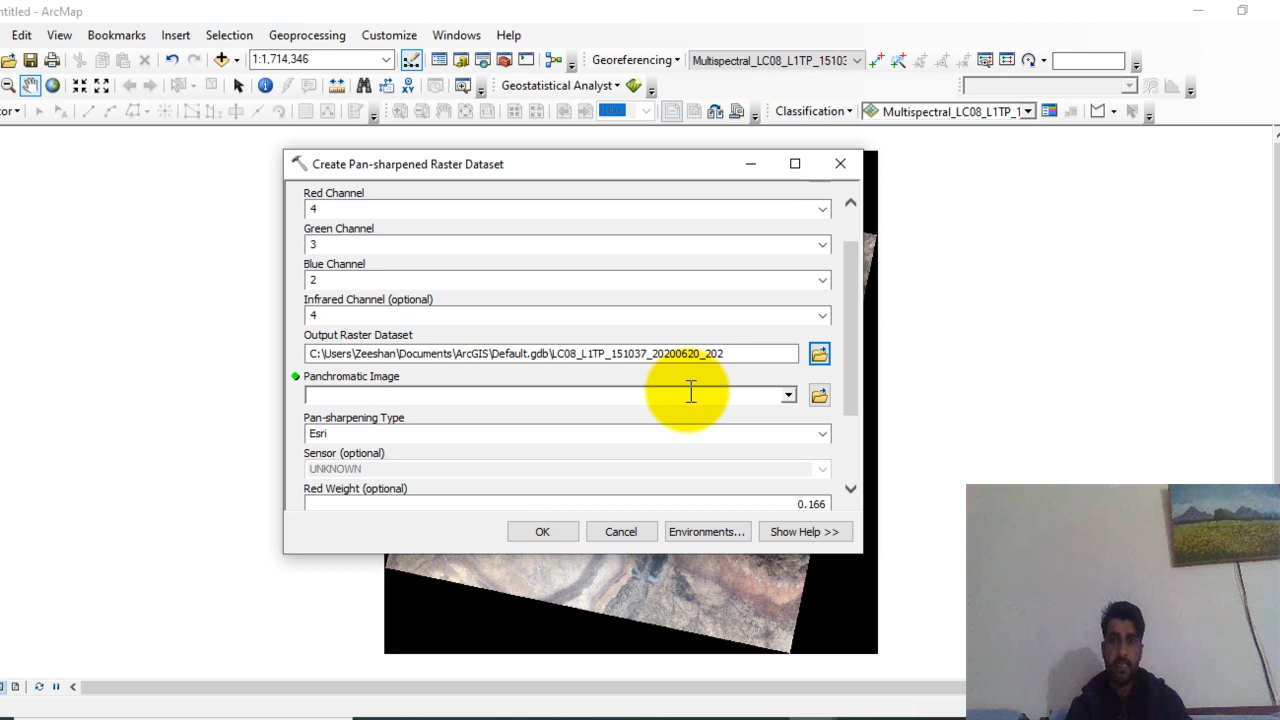 ntitled - ArcMap
Edit View Bookmarks Insert Selection Geoprocessing Customize Windows Help
1:1,714,346 Georeferencing Multispectral_LC08_L1TP_15103
Geostatistical Analyst
tor Classification Multispectral_LC08_L1TP_1
Create Pan-sharpened Raster Dataset
Red Channel
4
Green Channel
3
Blue Channel
2
Infrared Channel (optional)
4
Output Raster Dataset
C:\Users\Zeeshan\Documents\ArcGIS\Default.gdb\LC08_L1TP_151037_20200620_202
Panchromatic Image
Pan-sharpening Type
Esri
Sensor (optional)
UNKNOWN
Red Weight (optional)
0.166
OK Cancel Environments... Show Help >>